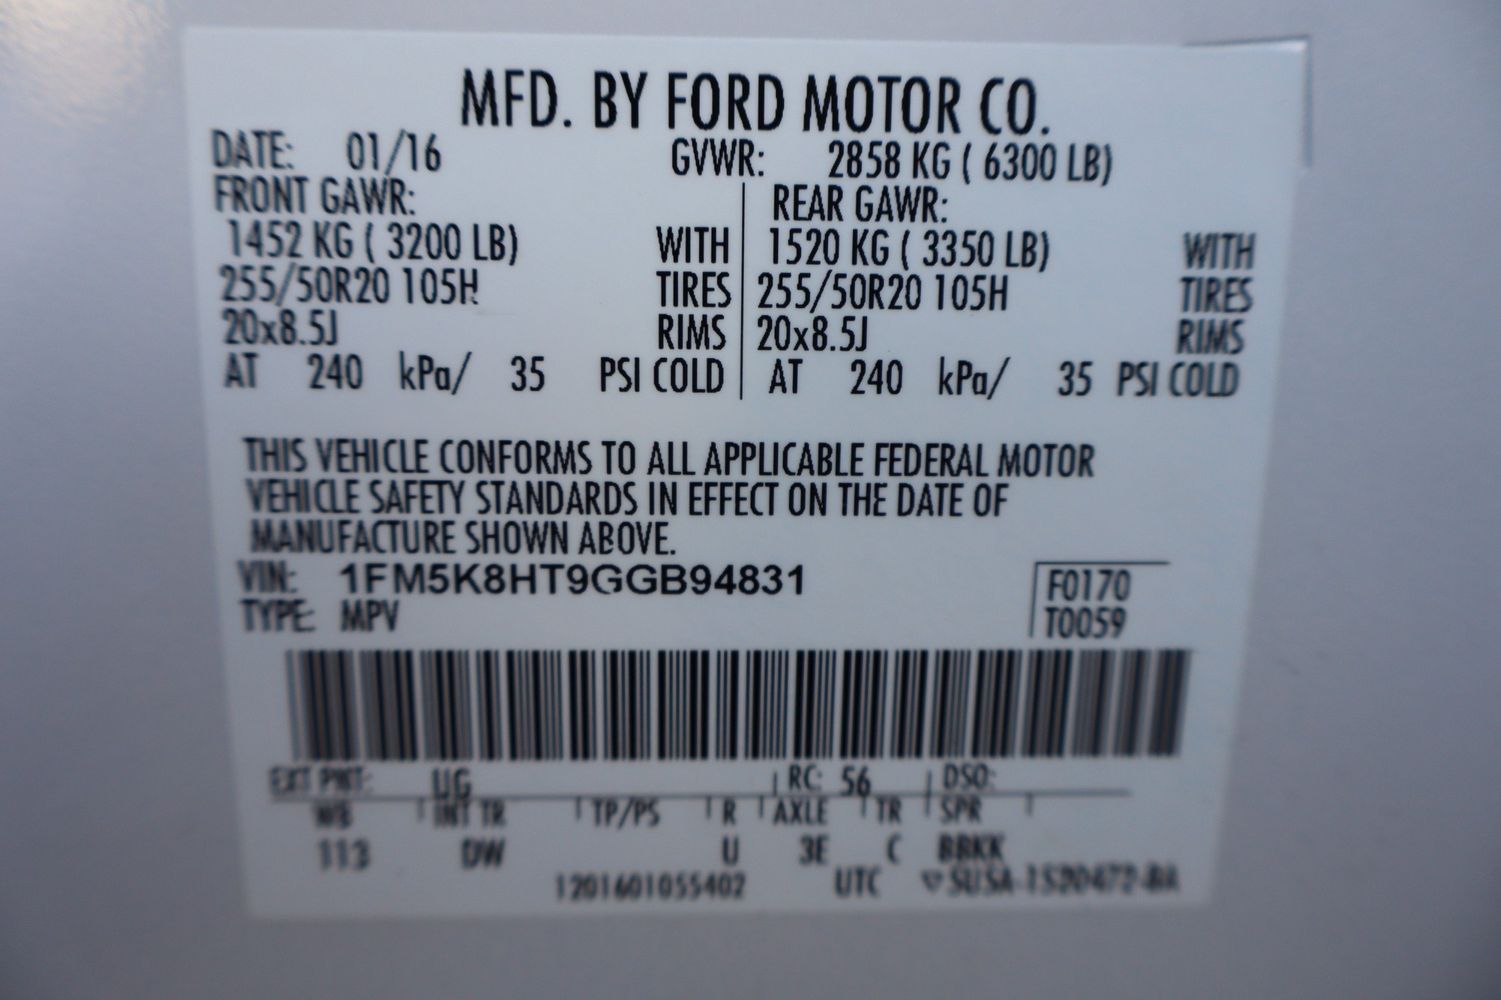 MFD. BY FORD MOTOR CO.
DATE: 01/16 GVWR: 2858 KG ( 6300 LB)
FRONT GAWR: REAR GAWR:
1452 KG ( 3200 LB) WITH 1520 KG ( 3350 LB) WITH
255/50R20 105H TIRES 255/50R20 105H TIRES
20x8.5J RIMS 20x8.5J RIMS
AT 240 kPa/ 35 PSI COLD AT 240 kPa/ 35 PSI COLD
THIS VEHICLE CONFORMS TO ALL APPLICABLE FEDERAL MOTOR
VEHICLE SAFETY STANDARDS IN EFFECT ON THE DATE OF
MANUFACTURE SHOWN ABOVE.
VIN: 1FM5K8HT9GGB94831 F0170
TYPE: MPV T0059
EXT PNT: UG RC: 56 DSO:
WB INT TR TP/PS R AXLE TR SPR
113 DW U 3E C BBKK
1201601055402 UTC SUSA-1520472-BA